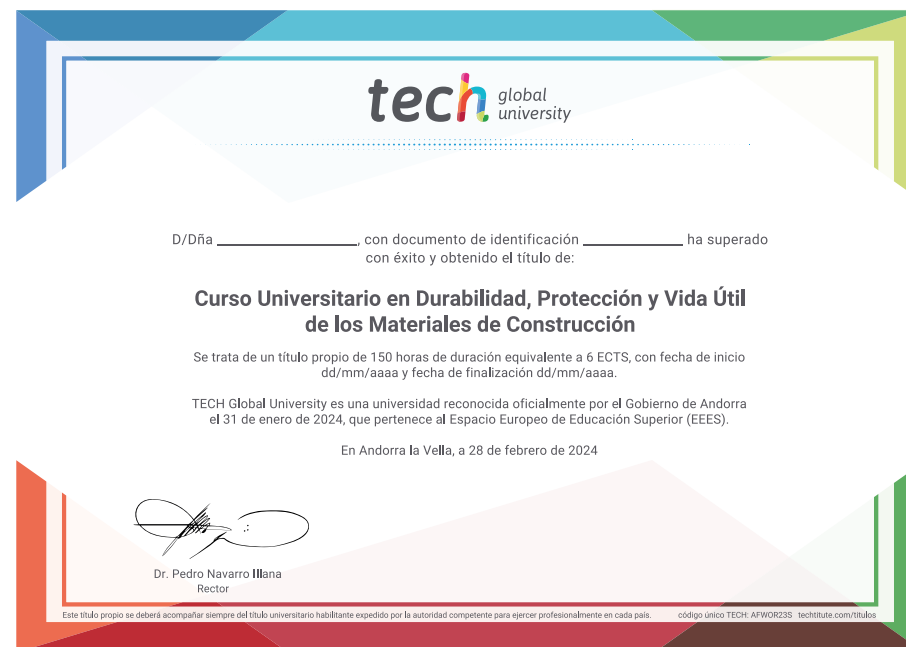 tech global university
D/Dña ____________________, con documento de identificación ______________ ha superado
con éxito y obtenido el título de:
Curso Universitario en Durabilidad, Protección y Vida Útil
de los Materiales de Construcción
Se trata de un título propio de 150 horas de duración equivalente a 6 ECTS, con fecha de inicio
dd/mm/aaaa y fecha de finalización dd/mm/aaaa.
TECH Global University es una universidad reconocida oficialmente por el Gobierno de Andorra
el 31 de enero de 2024, que pertenece al Espacio Europeo de Educación Superior (EEES).
En Andorra la Vella, a 28 de febrero de 2024
Dr. Pedro Navarro Illana
Rector
Este título propio se deberá acompañar siempre del título universitario habilitante expedido por la autoridad competente para ejercer profesionalmente en cada país. código único TECH: AFWOR23S techtitute.com/titulos